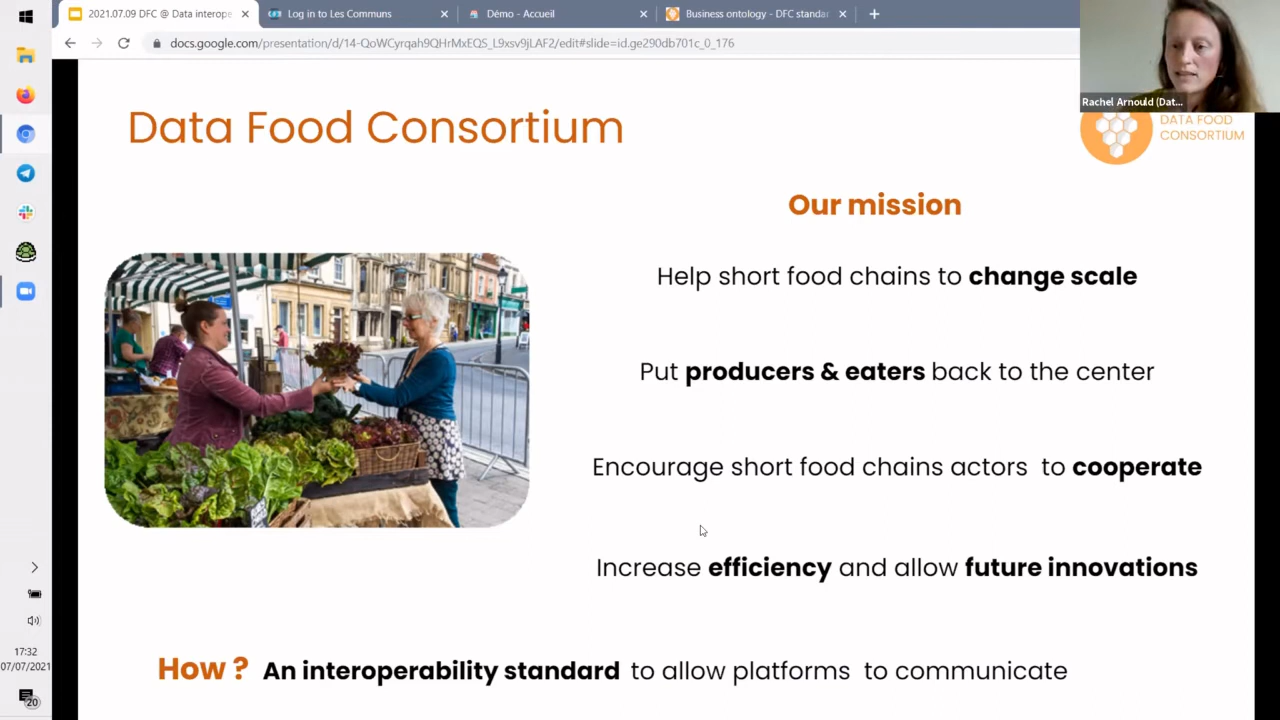 2021.07.09 DFC @ Data interope
Log in to Les Communs
Démo - Accueil
Business ontology - DFC standar
docs.google.com/presentation/d/14-QoWCyrqah9QHrMxEQS_L9xsv9jLAF2/edit#slide=id.ge290db701c_0_176
Rachel Arnould (Dat...
DATA FOOD
CONSORTIUM
Data Food Consortium
Our mission
Help short food chains to change scale
Put producers & eaters back to the center
Encourage short food chains actors to cooperate
Increase efficiency and allow future innovations
How ? An interoperability standard to allow platforms to communicate
17:32
07/07/2021
20